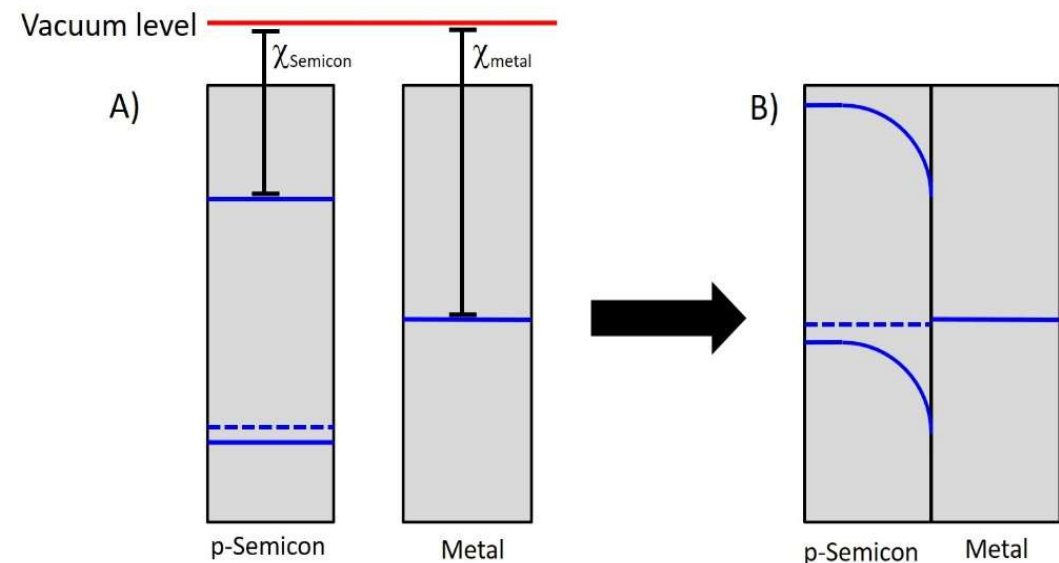 Vacuum level
χSemicon
χmetal
A)
B)
p-Semicon
Metal
p-Semicon
Metal